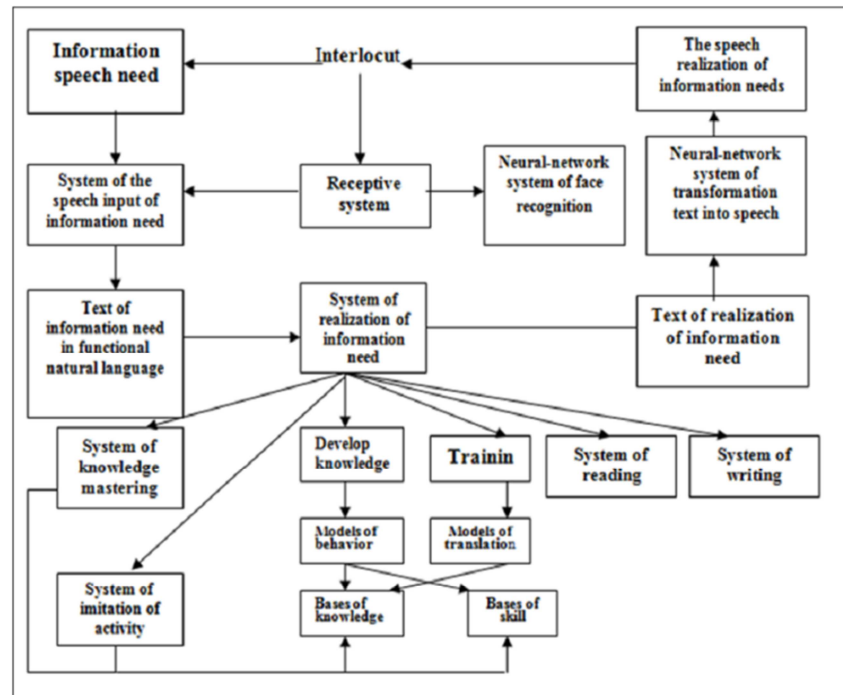 Information
speech need
Interlocut
The speech
realization of
information needs
System of the
speech input of
information need
Receptive
system
Neural-network
system of face
recognition
Neural-network
system of
transformation
text into speech
Text of
information need
in functional
natural language
System of
realization of
information
need
Text of realization
of information
need
System of
knowledge
mastering
Develop
knowledge
Trainin
System of
reading
System of
writing
Models of
behavior
Models of
translation
System of
imitation of
activity
Bases of
knowledge
Bases of
skill